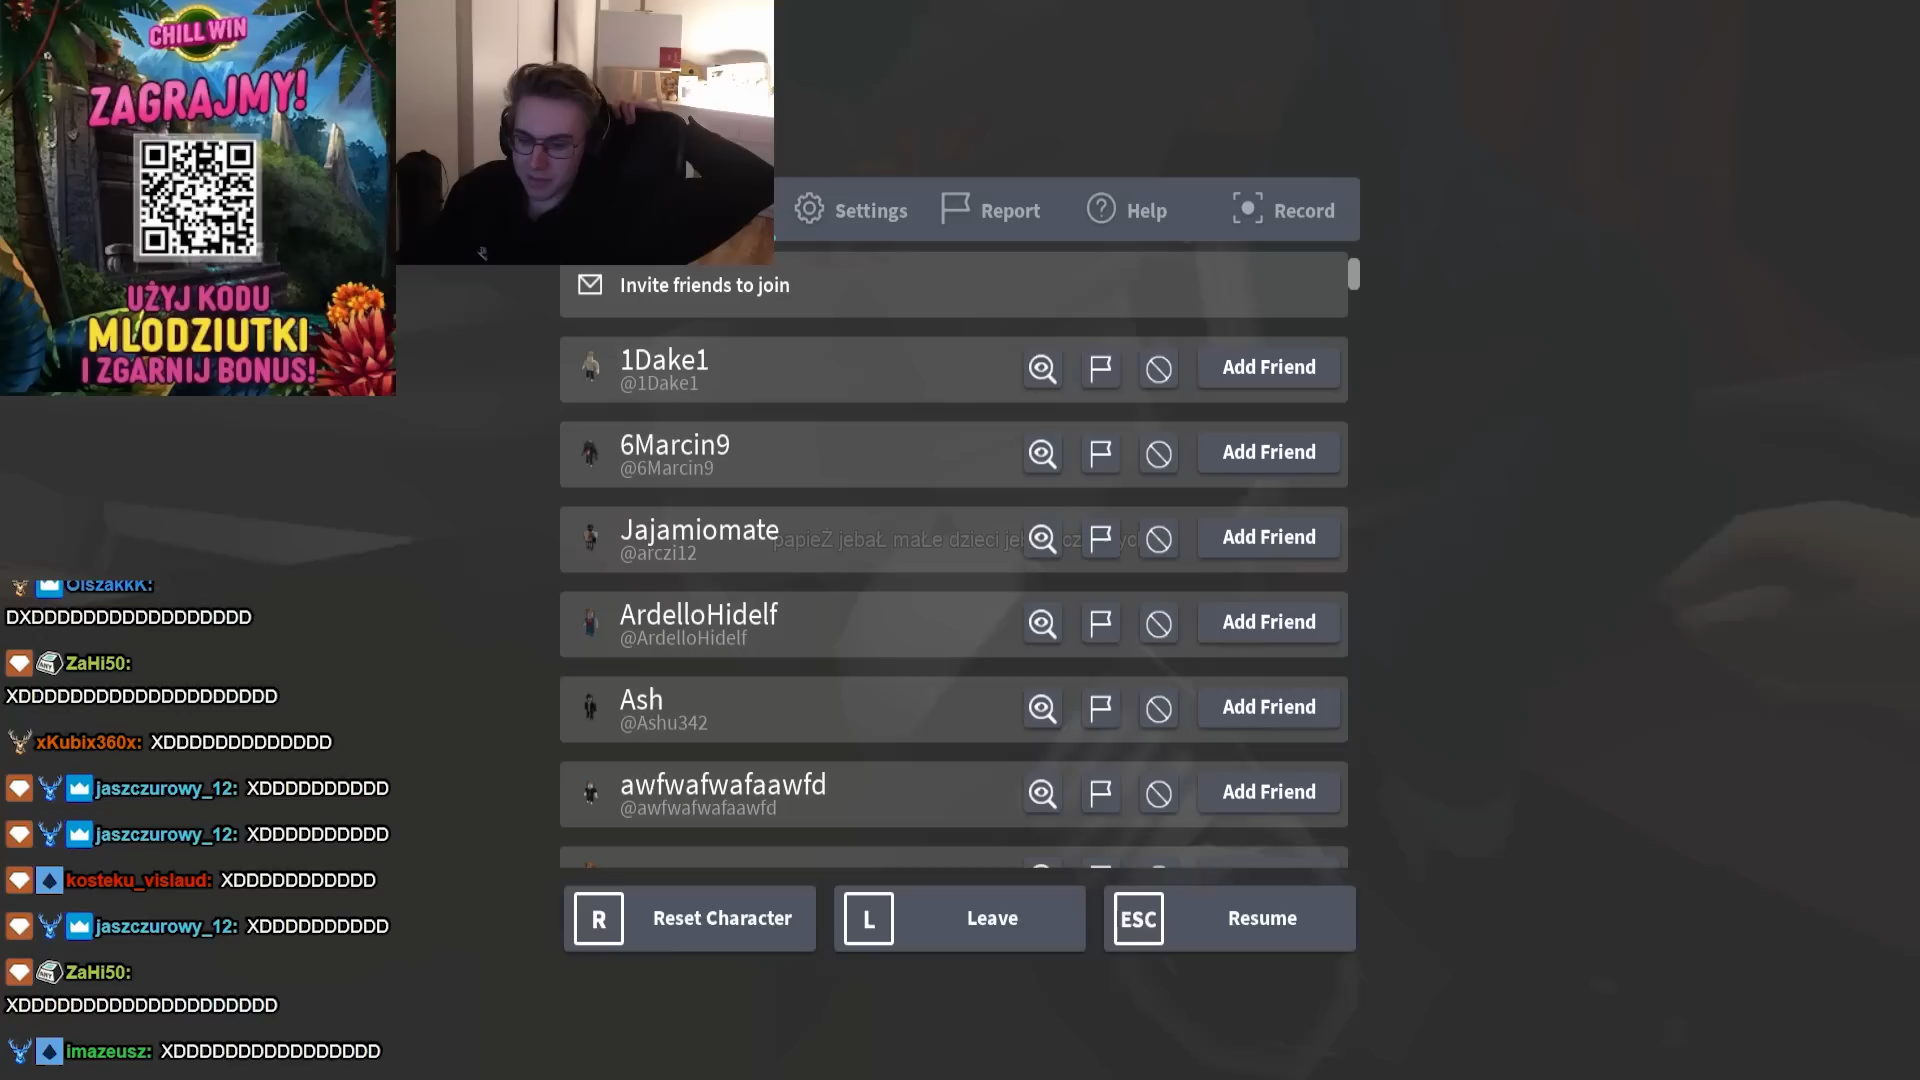 CHILL WIN
ZAGRAJMY!
UŻYJ KODU
MLODZIUTKI
I ZGARNIJ BONUS!
Settings
Report
Help
Record
Invite friends to join
1Dake1
@1Dake1
Add Friend
6Marcin9
@6Marcin9
Add Friend
Jajamiomate
@arczi12
papieŻ jebaŁ maŁe dzieci
Add Friend
ArdelloHidelf
@ArdelloHidelf
Add Friend
Ash
@Ashu342
Add Friend
awfwafwafaawfd
@awfwafwafaawfd
Add Friend
R Reset Character
L Leave
ESC Resume
OlszakkK:
DXDDDDDDDDDDDDDDDDD
ZaHi50:
XDDDDDDDDDDDDDDDDDDDD
xKubix360x: XDDDDDDDDDDDDD
jaszczurowy_12: XDDDDDDDDDD
jaszczurowy_12: XDDDDDDDDDD
kosteku_vislaud: XDDDDDDDDDDD
jaszczurowy_12: XDDDDDDDDDD
ZaHi50:
XDDDDDDDDDDDDDDDDDDDD
imazeusz: XDDDDDDDDDDDDDDDD